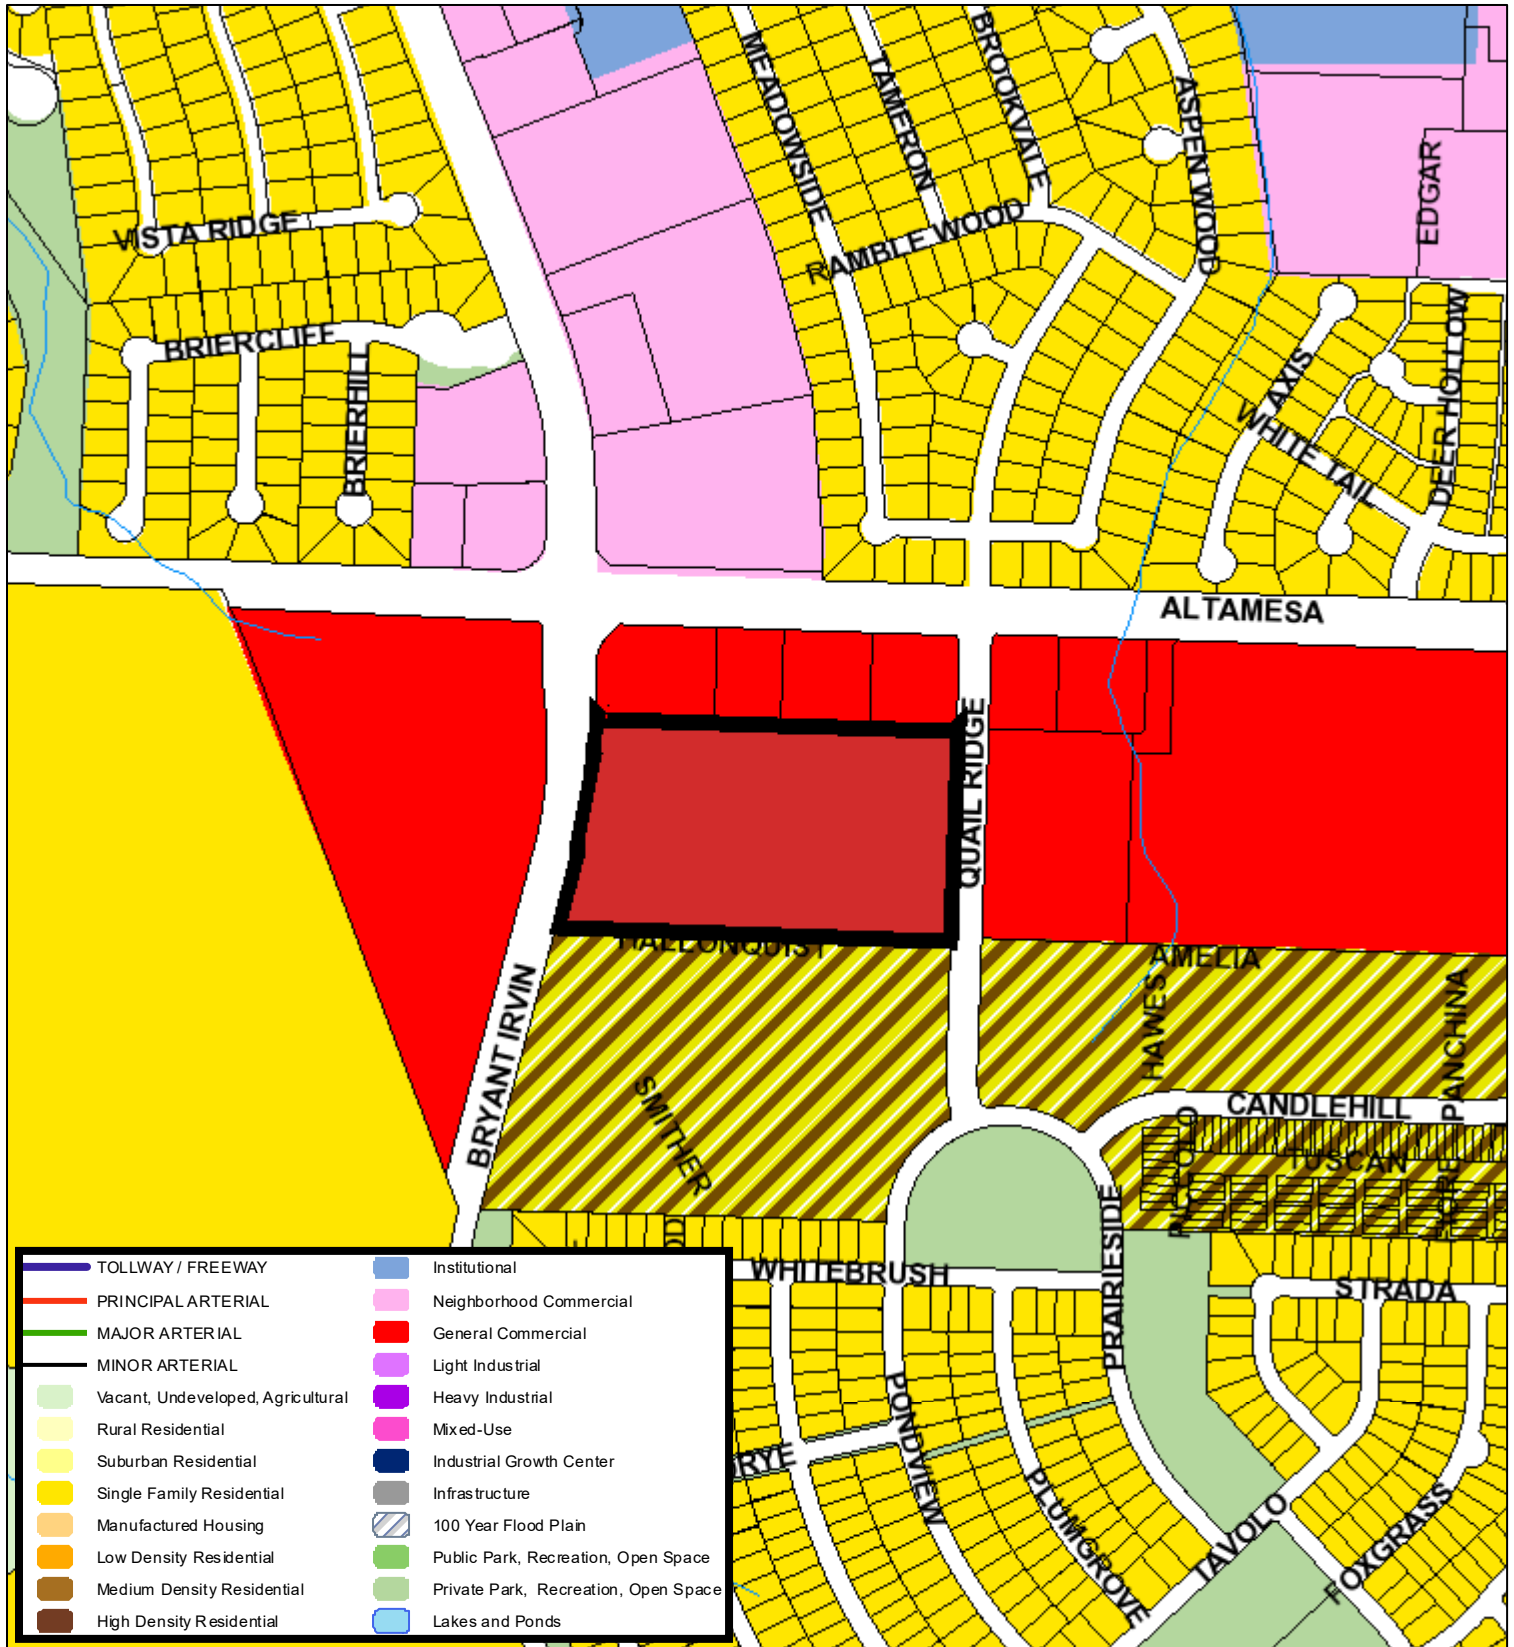 MEADOWSIDE
TAMERON
BROOKVALE
ASPEN WOOD
EDGAR
VISTA RIDGE
RAMBLE WOOD
BRIERCLIFF
BRIERHILL
AXIS
WHITE TAIL
DEER HOLLOW
ALTAMESA
QUAIL RIDGE
HALLONQUIST
AMELIA
HAWES
PANCHINA
BRYANT IRVIN
SMITHER
CANDLEHILL
PICCOLO
TUSCAN
WHITEBRUSH
PRAIRIESIDE
STRADA
PONDVIEW
PLUMGROVE
TAVOLO
FOXGRASS
TOLLWAY / FREEWAY
PRINCIPAL ARTERIAL
MAJOR ARTERIAL
MINOR ARTERIAL
Vacant, Undeveloped, Agricultural
Rural Residential
Suburban Residential
Single Family Residential
Manufactured Housing
Low Density Residential
Medium Density Residential
High Density Residential
Institutional
Neighborhood Commercial
General Commercial
Light Industrial
Heavy Industrial
Mixed-Use
Industrial Growth Center
Infrastructure
100 Year Flood Plain
Public Park, Recreation, Open Space
Private Park, Recreation, Open Space
Lakes and Ponds